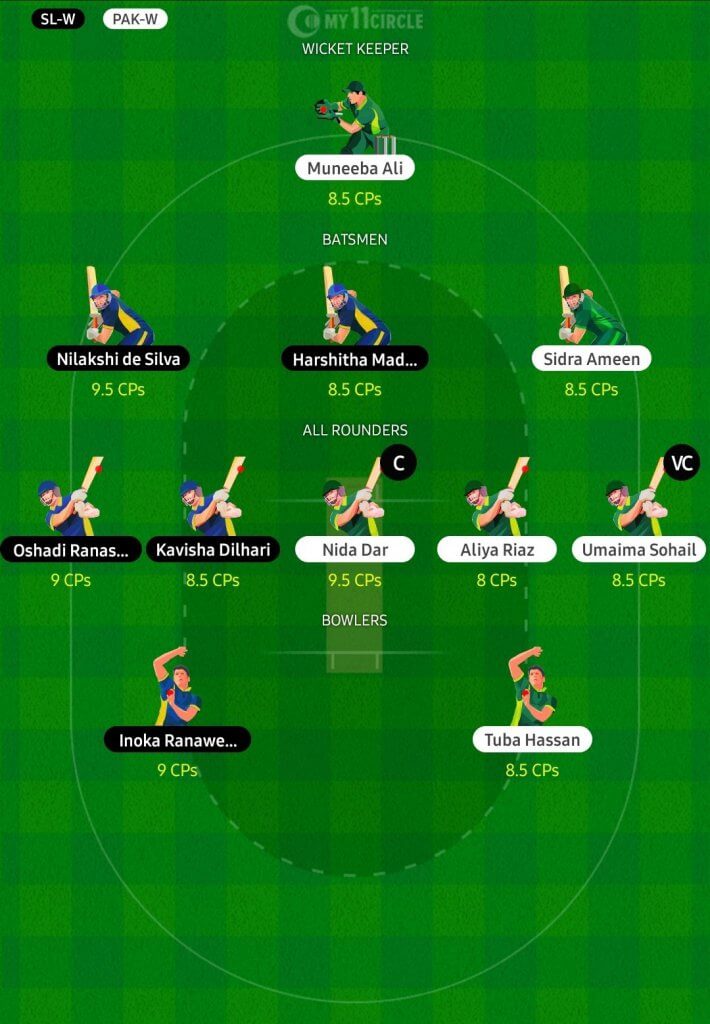 SL-W PAK-W
MY11CIRCLE
WICKET KEEPER
Muneeba Ali
8.5 CPs
BATSMEN
Nilakshi de Silva Harshitha Mad... Sidra Ameen
9.5 CPs 8.5 CPs 8.5 CPs
ALL ROUNDERS
C VC
Oshadi Ranas... Kavisha Dilhari Nida Dar Aliya Riaz Umaima Sohail
9 CPs 8.5 CPs 9.5 CPs 8 CPs 8.5 CPs
BOWLERS
Inoka Ranawe... Tuba Hassan
9 CPs 8.5 CPs